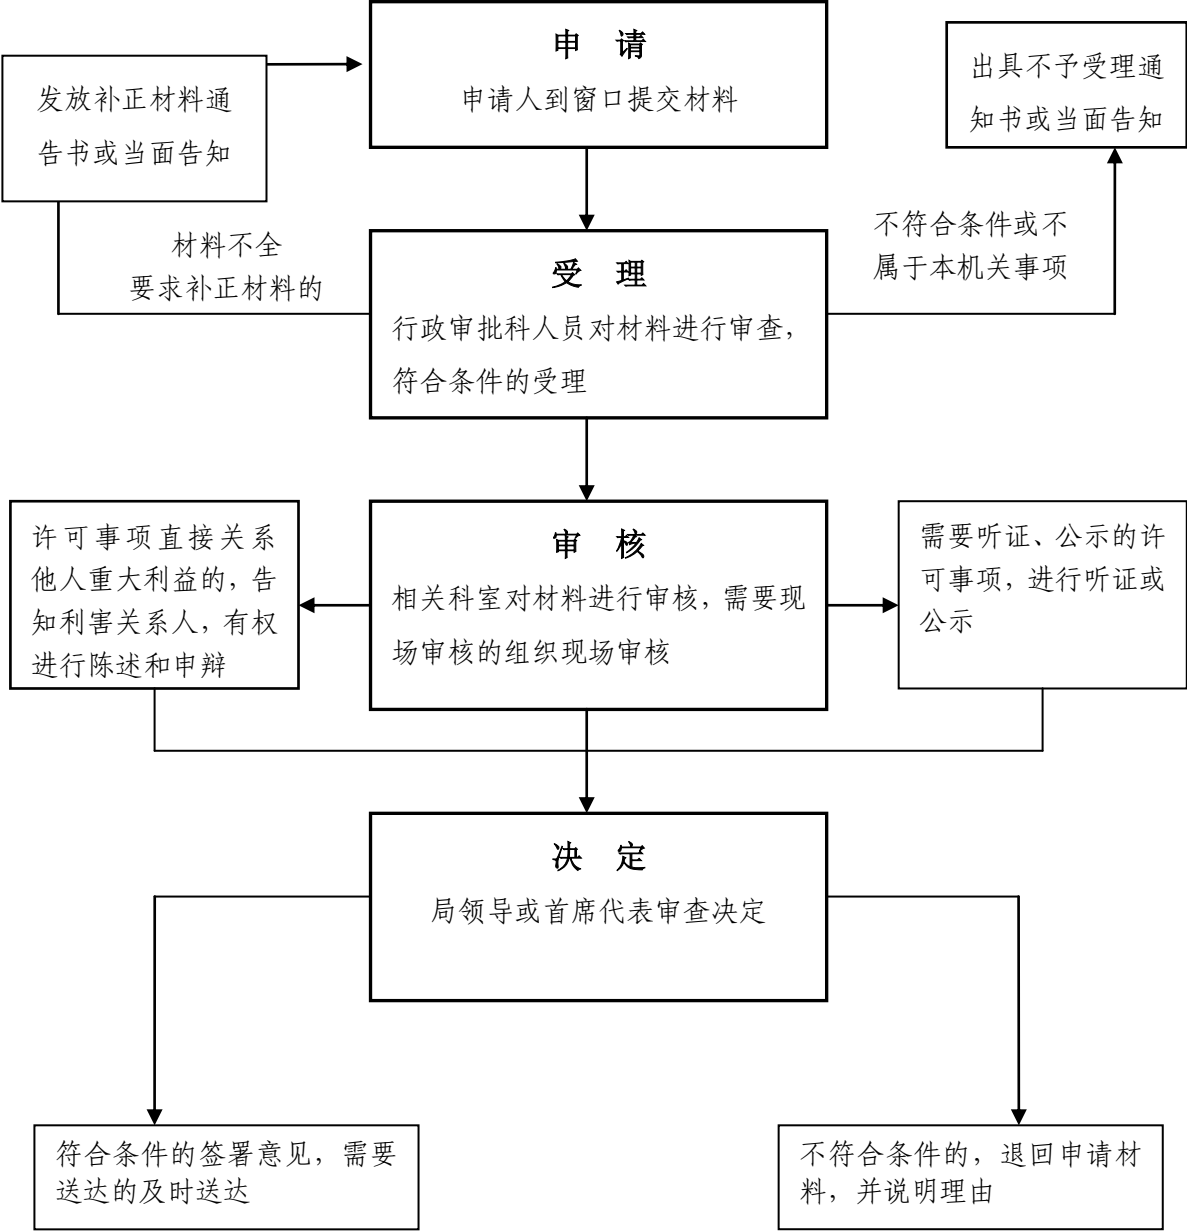 申 请
申请人到窗口提交材料
发放补正材料通
告书或当面告知
出具不予受理通
知书或当面告知
材料不全
要求补正材料的
不符合条件或不
属于本机关事项
受 理
行政审批科人员对材料进行审查,
符合条件的受理
审 核
相关科室对材料进行审核,需要现
场审核的组织现场审核
许可事项直接关系
他人重大利益的,告
知利害关系人,有权
进行陈述和申辩
需要听证、公示的许
可事项,进行听证或
公示
决 定
局领导或首席代表审查决定
符合条件的签署意见,需要
送达的及时送达
不符合条件的,退回申请材
料,并说明理由